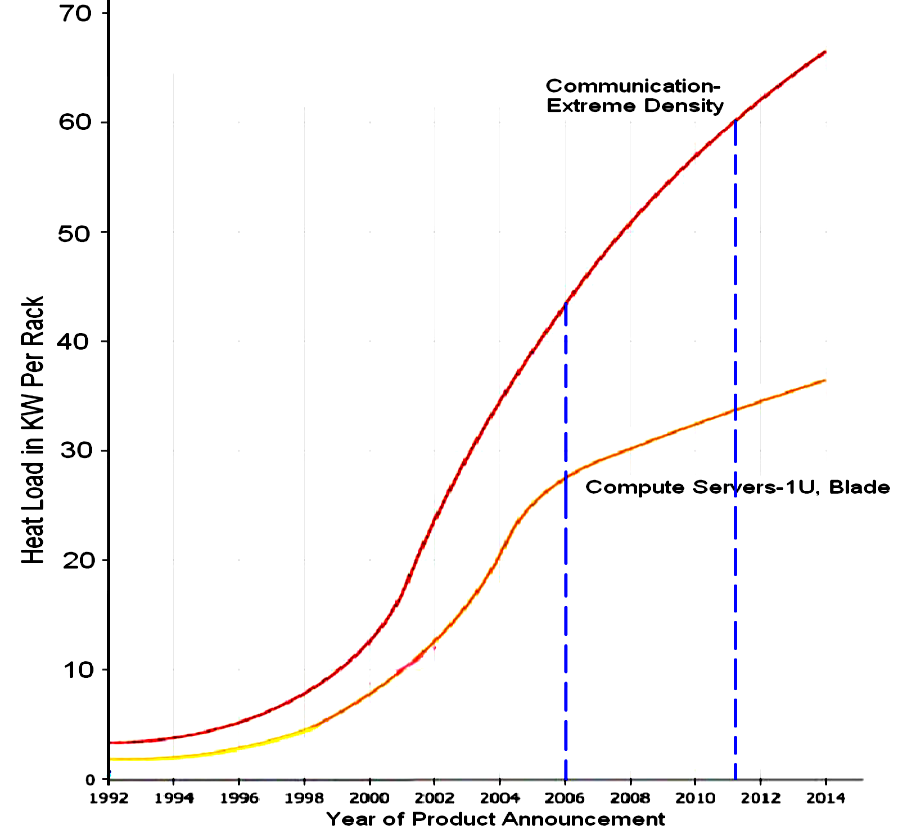 70
Communication-
Extreme Density
60
50
40
30
Compute Servers-1U, Blade
20
10
0
Heat Load in KW Per Rack
1992 1994 1996 1998 2000 2002 2004 2006 2008 2010 2012 2014
Year of Product Announcement